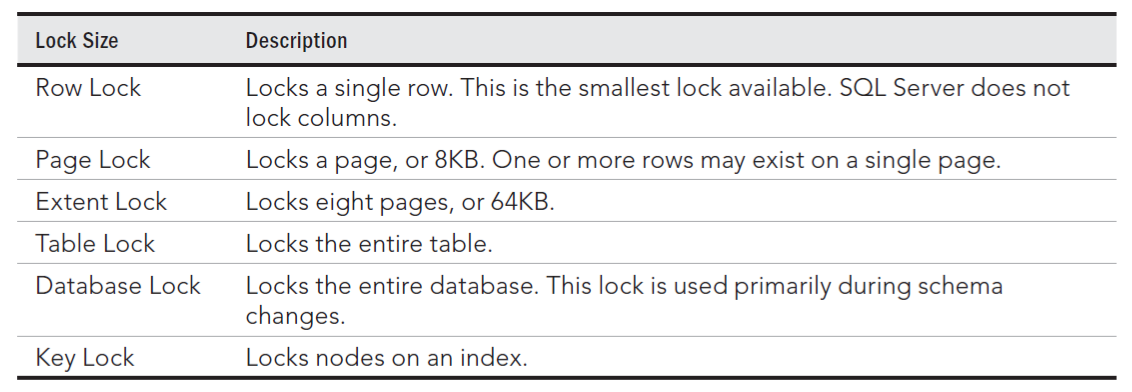 Lock Size Description
Row Lock Locks a single row. This is the smallest lock available. SQL Server does not
lock columns.
Page Lock Locks a page, or 8KB. One or more rows may exist on a single page.
Extent Lock Locks eight pages, or 64KB.
Table Lock Locks the entire table.
Database Lock Locks the entire database. This lock is used primarily during schema
changes.
Key Lock Locks nodes on an index.